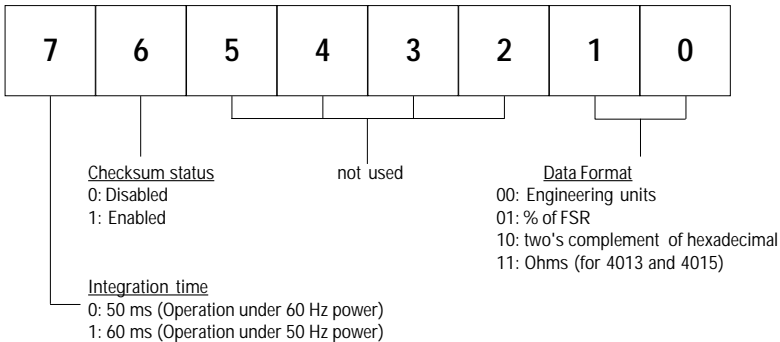 7 6 5 4 3 2 1 0
Checksum status
0: Disabled
1: Enabled
not used
Data Format
00: Engineering units
01: % of FSR
10: two's complement of hexadecimal
11: Ohms (for 4013 and 4015)
Integration time
0: 50 ms (Operation under 60 Hz power)
1: 60 ms (Operation under 50 Hz power)